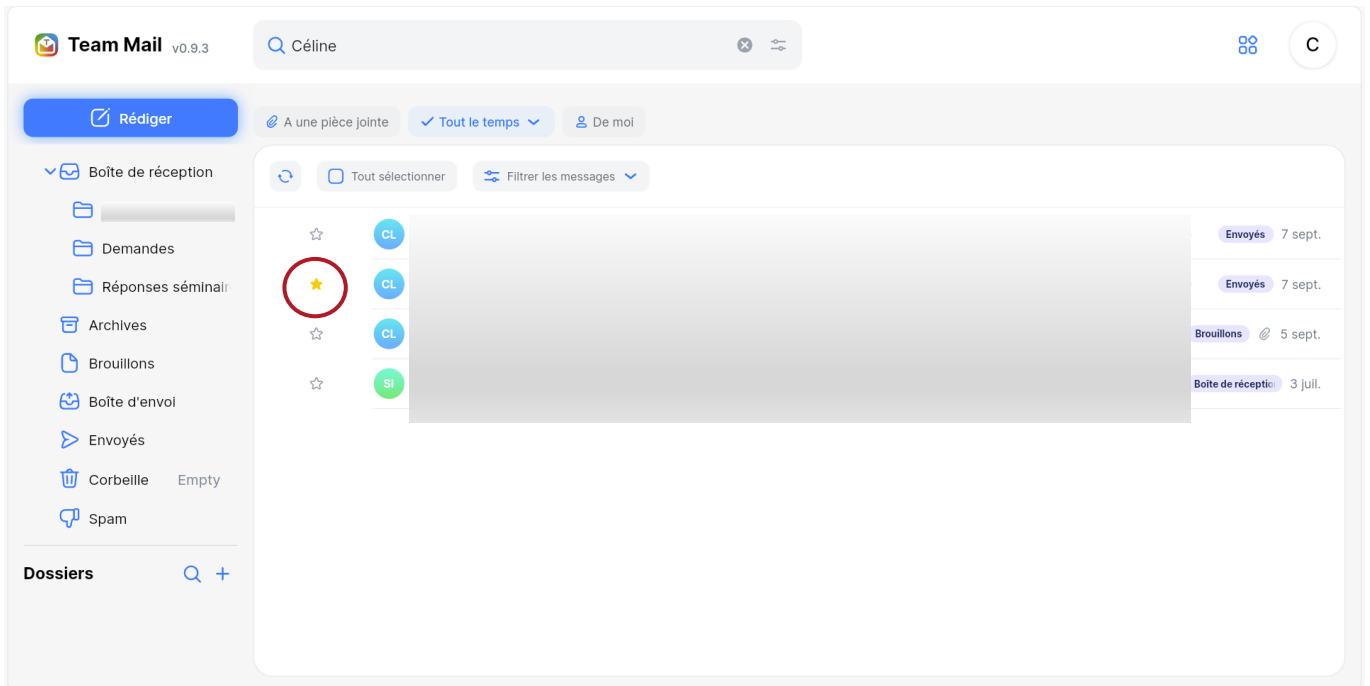 Team Mail v0.9.3
Céline
C
Rédiger
A une pièce jointe
Tout le temps
De moi
Boîte de réception
Tout sélectionner
Filtrer les messages
CL
Envoyés 7 sept.
Demandes
CL
Envoyés 7 sept.
Réponses séminair
Archives
CL
Brouillons 5 sept.
Brouillons
SI
Boîte de réceptio 3 juil.
Boîte d'envoi
Envoyés
Corbeille Empty
Spam
Dossiers